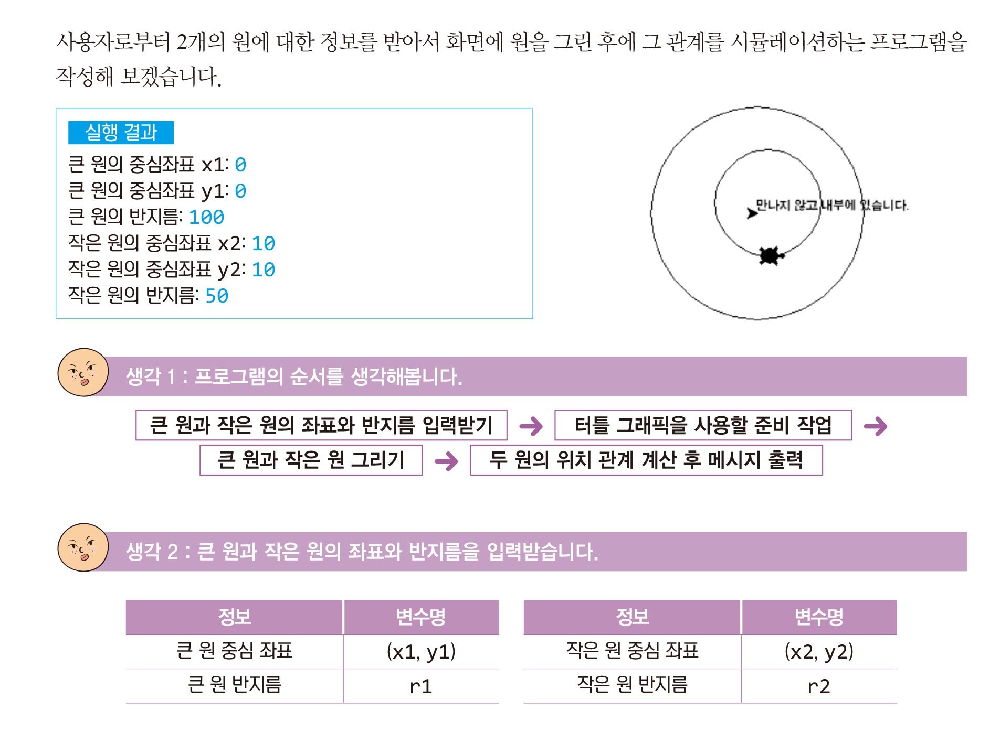 사용자로부터 2개의 원에 대한 정보를 받아서 화면에 원을 그린 후에 그 관계를 시뮬레이션하는 프로그램을
작성해 보겠습니다.
실행 결과
큰 원의 중심좌표 x1: 0
큰 원의 중심좌표 y1: 0
큰 원의 반지름: 100
작은 원의 중심좌표 x2: 10
작은 원의 중심좌표 y2: 10
작은 원의 반지름: 50
만나지 않고 내부에 있습니다.
생각 1 : 프로그램의 순서를 생각해봅니다.
큰 원과 작은 원의 좌표와 반지름 입력받기 → 터틀 그래픽을 사용할 준비 작업 →
큰 원과 작은 원 그리기 → 두 원의 위치 관계 계산 후 메시지 출력
생각 2 : 큰 원과 작은 원의 좌표와 반지름을 입력받습니다.
정보 변수명 정보 변수명
큰 원 중심 좌표 (x1, y1) 작은 원 중심 좌표 (x2, y2)
큰 원 반지름 r1 작은 원 반지름 r2